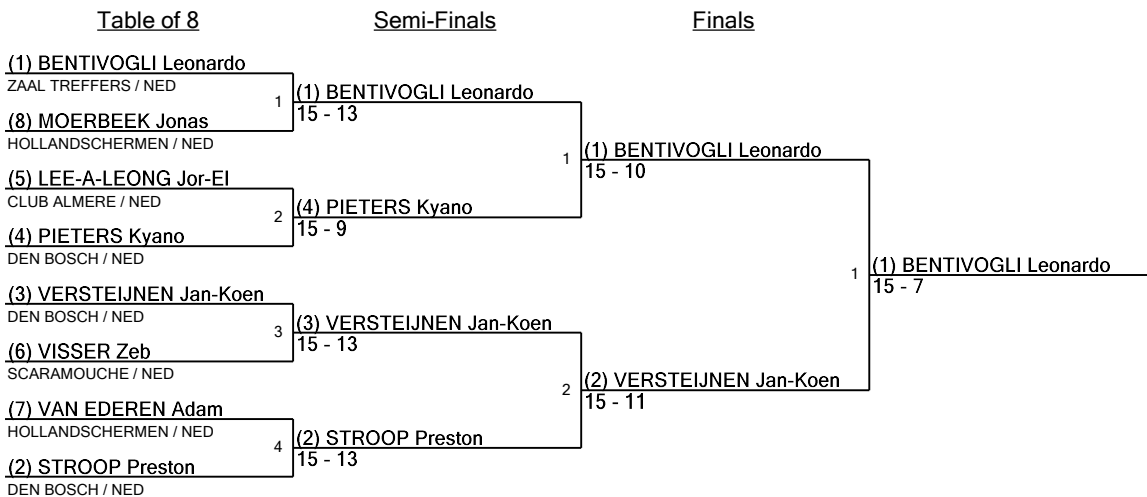 Table of 8
Semi-Finals
Finals
(1) BENTIVOGLI Leonardo
ZAAL TREFFERS / NED
1
(8) MOERBEEK Jonas
HOLLANDSCHERMEN / NED
(5) LEE-A-LEONG Jor-El
CLUB ALMERE / NED
2
(4) PIETERS Kyano
DEN BOSCH / NED
(3) VERSTEIJNEN Jan-Koen
DEN BOSCH / NED
3
(6) VISSER Zeb
SCARAMOUCHE / NED
(7) VAN EDEREN Adam
HOLLANDSCHERMEN / NED
4
(2) STROOP Preston
DEN BOSCH / NED
(1) BENTIVOGLI Leonardo
15 - 13
1
(4) PIETERS Kyano
15 - 9
(3) VERSTEIJNEN Jan-Koen
15 - 13
2
(2) STROOP Preston
15 - 13
(1) BENTIVOGLI Leonardo
15 - 10
1
(2) VERSTEIJNEN Jan-Koen
15 - 11
(1) BENTIVOGLI Leonardo
15 - 7